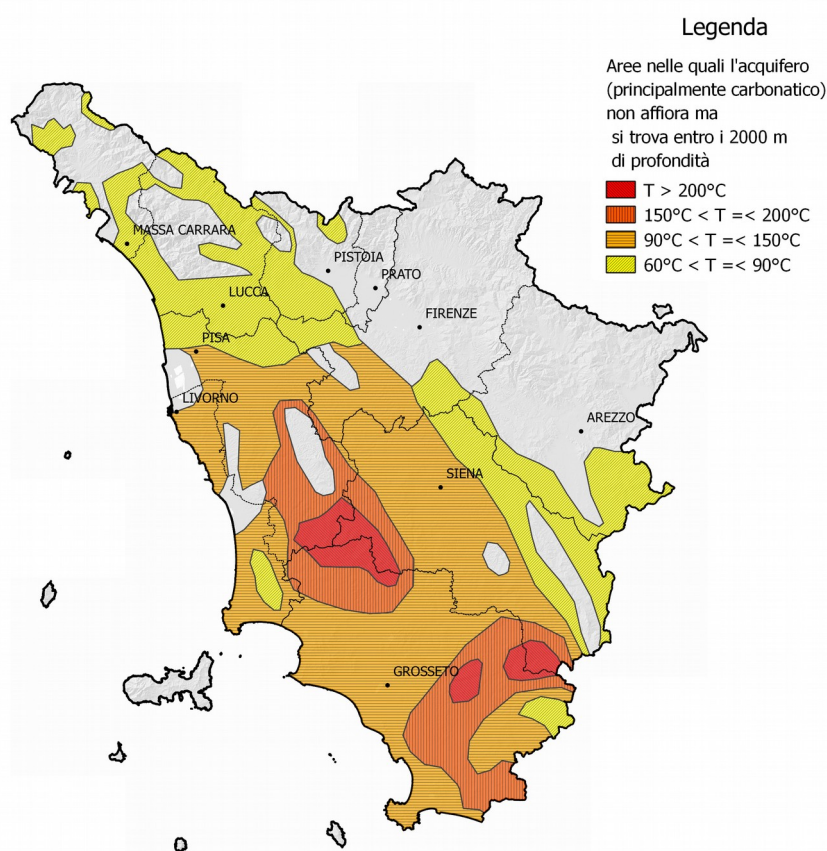 Legenda
Aree nelle quali l'acquifero
(principalmente carbonatico)
non affiora ma
si trova entro i 2000 m
di profondità
T > 200°C
150°C < T =< 200°C
90°C < T =< 150°C
60°C < T =< 90°C
MASSA CARRARA
PISTOIA
PRATO
LUCCA
FIRENZE
PISA
LIVORNO
AREZZO
SIENA
GROSSETO